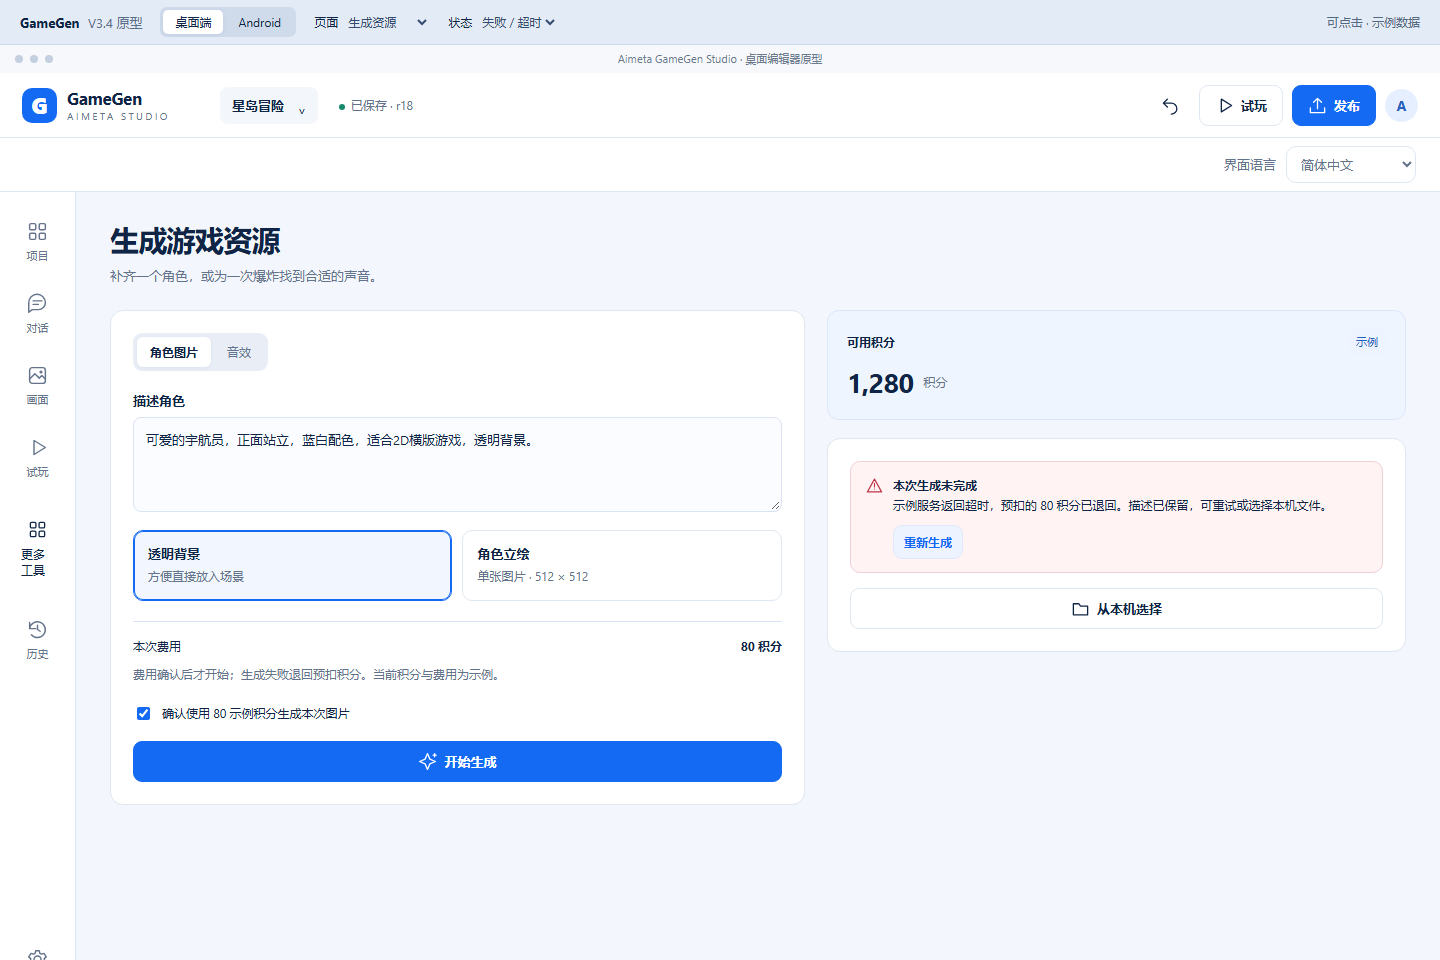 GameGen V3.4 原型 桌面端 Android 页面 生成资源 状态 失败 / 超时 可点击 · 示例数据
Aimeta GameGen Studio · 桌面编辑器原型
G GameGen
AIMETA STUDIO
星岛冒险 已保存 · r18 试玩 发布 A
界面语言 简体中文
项目
对话
画面
试玩
更多
工具
历史
生成游戏资源
补齐一个角色，或为一次爆炸找到合适的声音。
角色图片 音效
描述角色
可爱的宇航员，正面站立，蓝白配色，适合2D横版游戏，透明背景。
透明背景
方便直接放入场景
角色立绘
单张图片 · 512 × 512
本次费用 80 积分
费用确认后才开始；生成失败退回预扣积分。当前积分与费用为示例。
确认使用 80 示例积分生成本次图片
开始生成
可用积分 示例
1,280 积分
本次生成未完成
示例服务返回超时，预扣的 80 积分已退回。描述已保留，可重试或选择本机文件。
重新生成
从本机选择